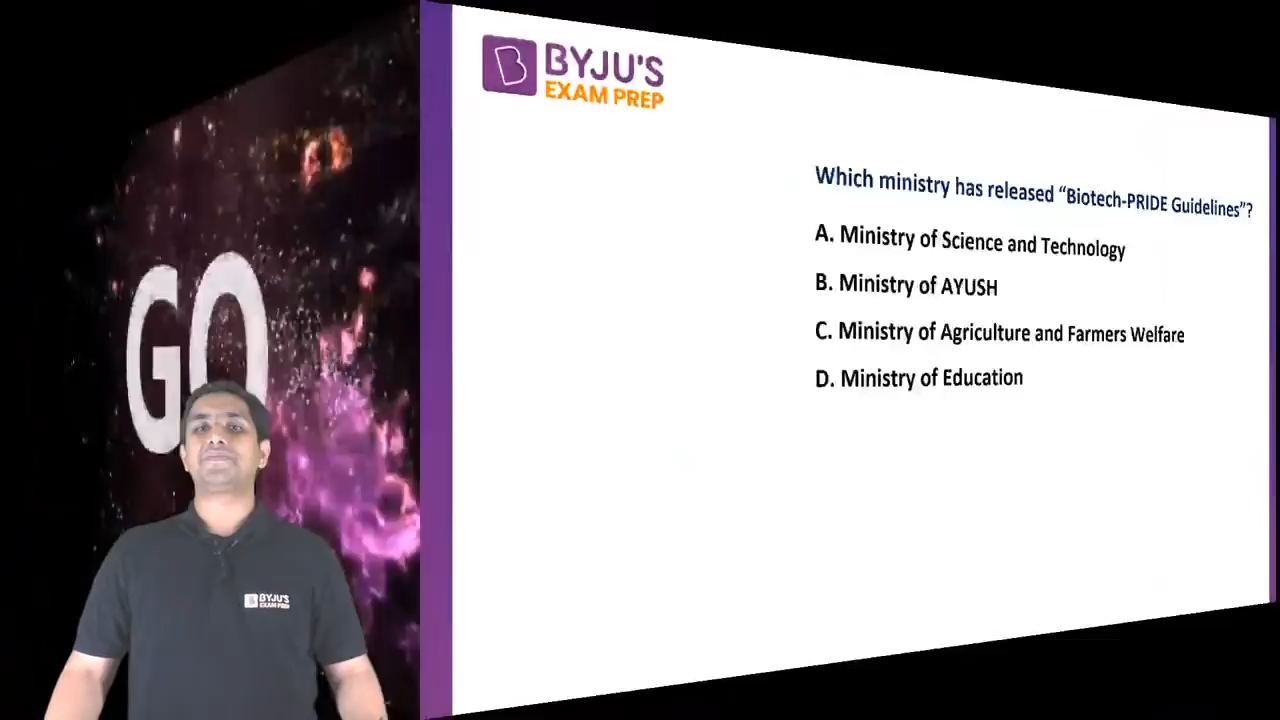 GO
BYJU'S
EXAM PREP
BYJU'S
EXAM PREP
Which ministry has released “Biotech-PRIDE Guidelines”?
A. Ministry of Science and Technology
B. Ministry of AYUSH
C. Ministry of Agriculture and Farmers Welfare
D. Ministry of Education